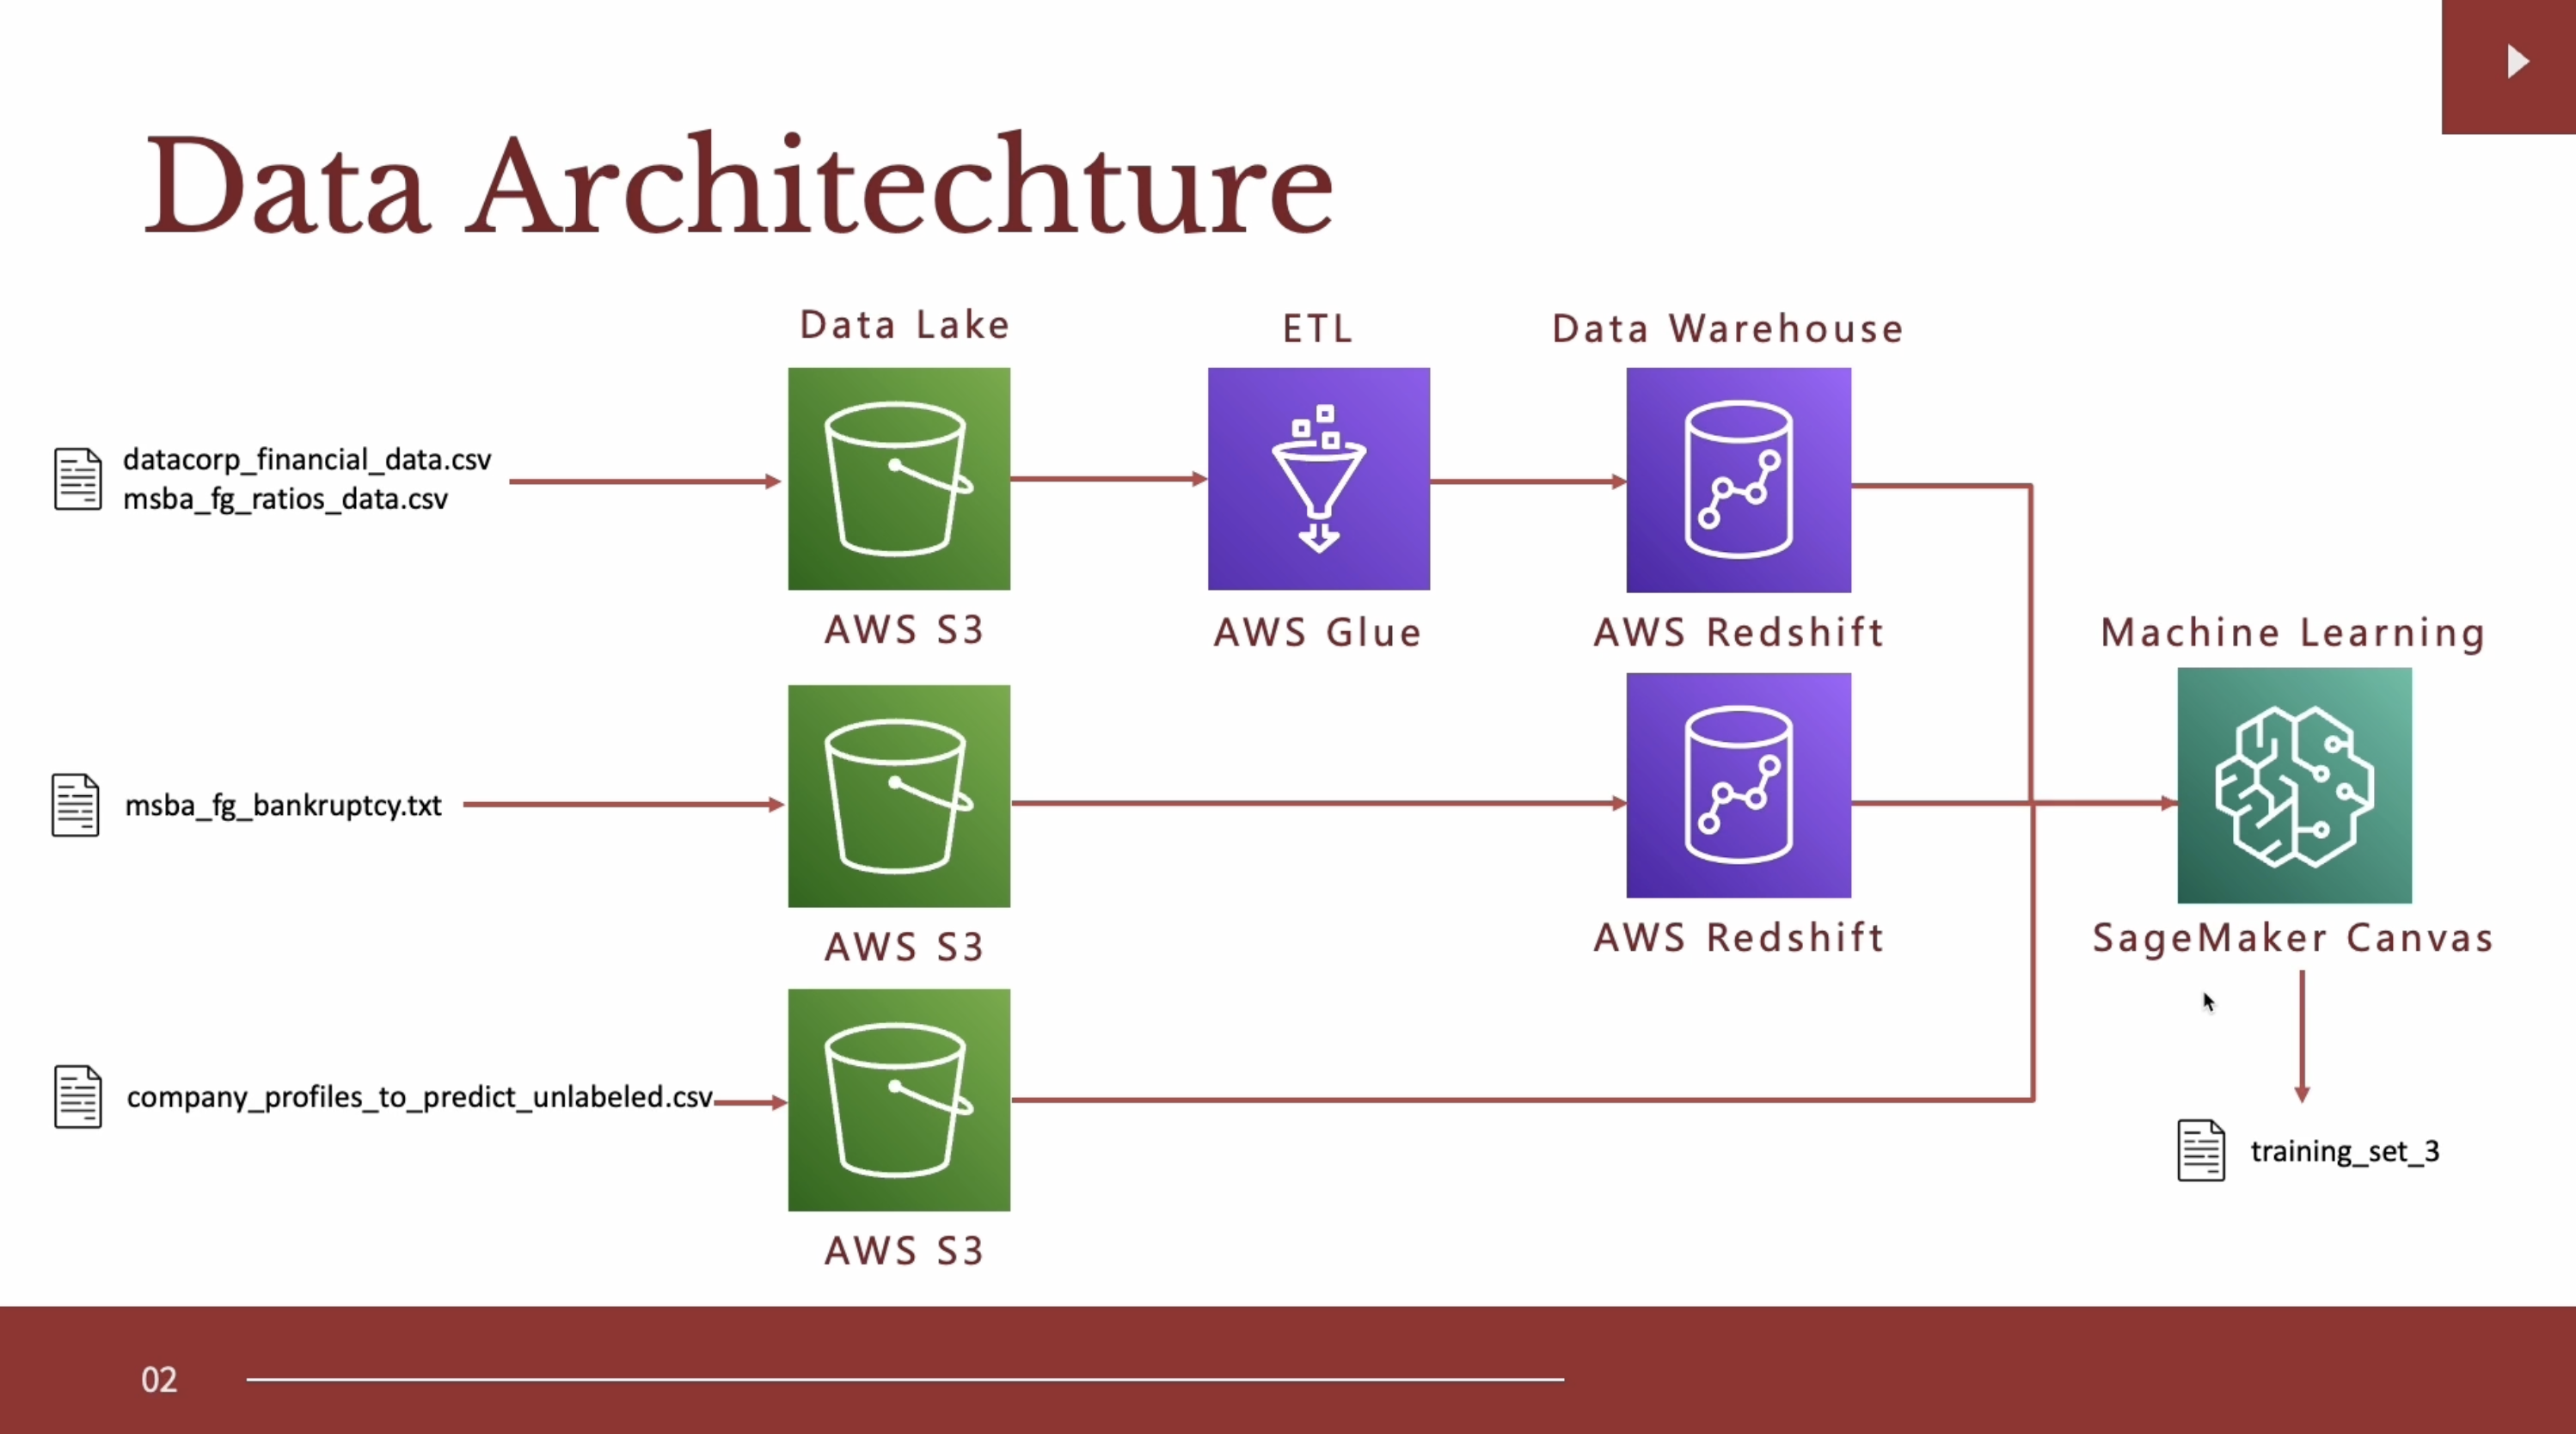 Data Architechture
Data Lake
ETL
Data Warehouse
datacorp_financial_data.csv
msba_fg_ratios_data.csv
AWS S3
AWS Glue
AWS Redshift
Machine Learning
msba_fg_bankruptcy.txt
AWS S3
AWS Redshift
SageMaker Canvas
company_profiles_to_predict_unlabeled.csv
training_set_3
AWS S3
02